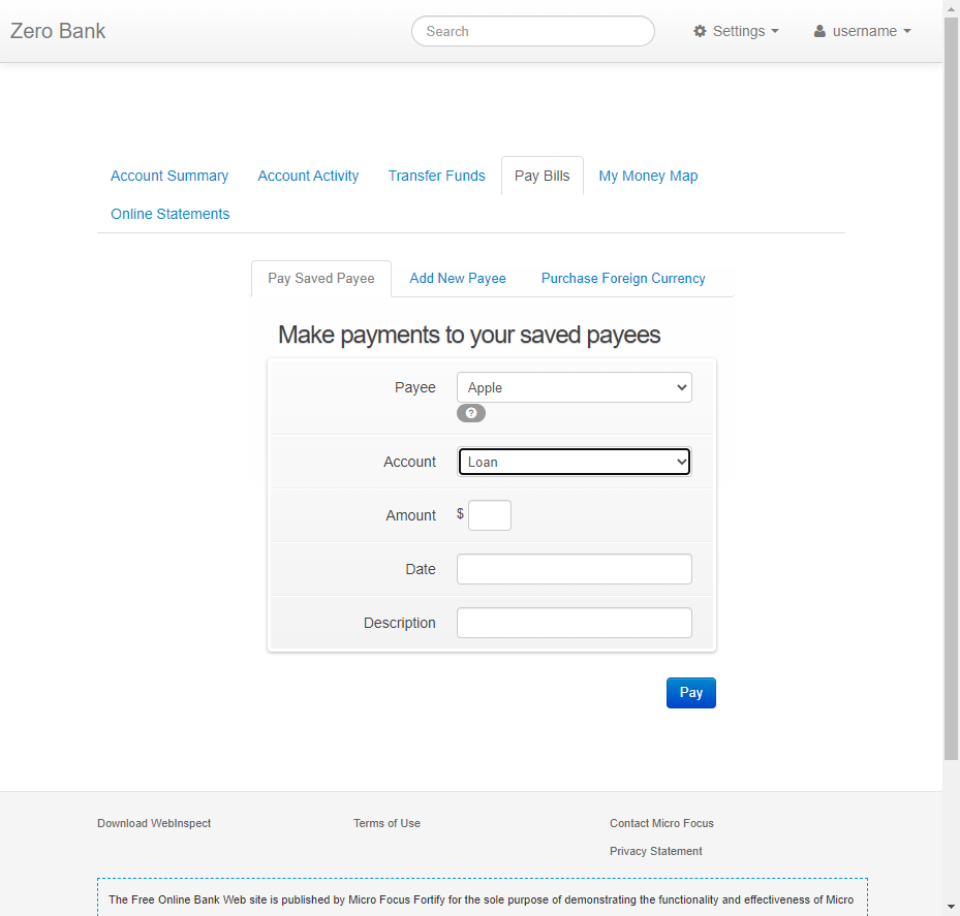 Zero Bank
Search
Settings
username
Account Summary
Account Activity
Transfer Funds
Pay Bills
My Money Map
Online Statements
Pay Saved Payee
Add New Payee
Purchase Foreign Currency
Make payments to your saved payees
Payee
Apple
?
Account
Loan
Amount
$
Date
Description
Pay
Download WebInspect
Terms of Use
Contact Micro Focus
Privacy Statement
The Free Online Bank Web site is published by Micro Focus Fortify for the sole purpose of demonstrating the functionality and effectiveness of Micro